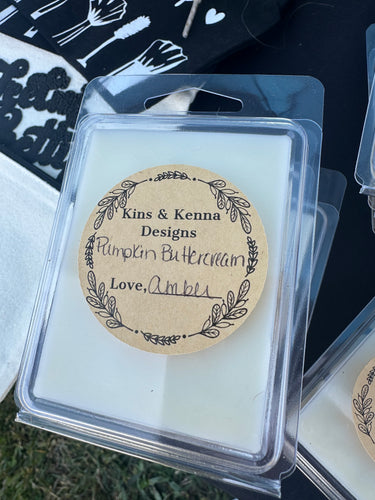 Kins & Kenna
Designs
Pumpkin Buttercream
Love, Amber